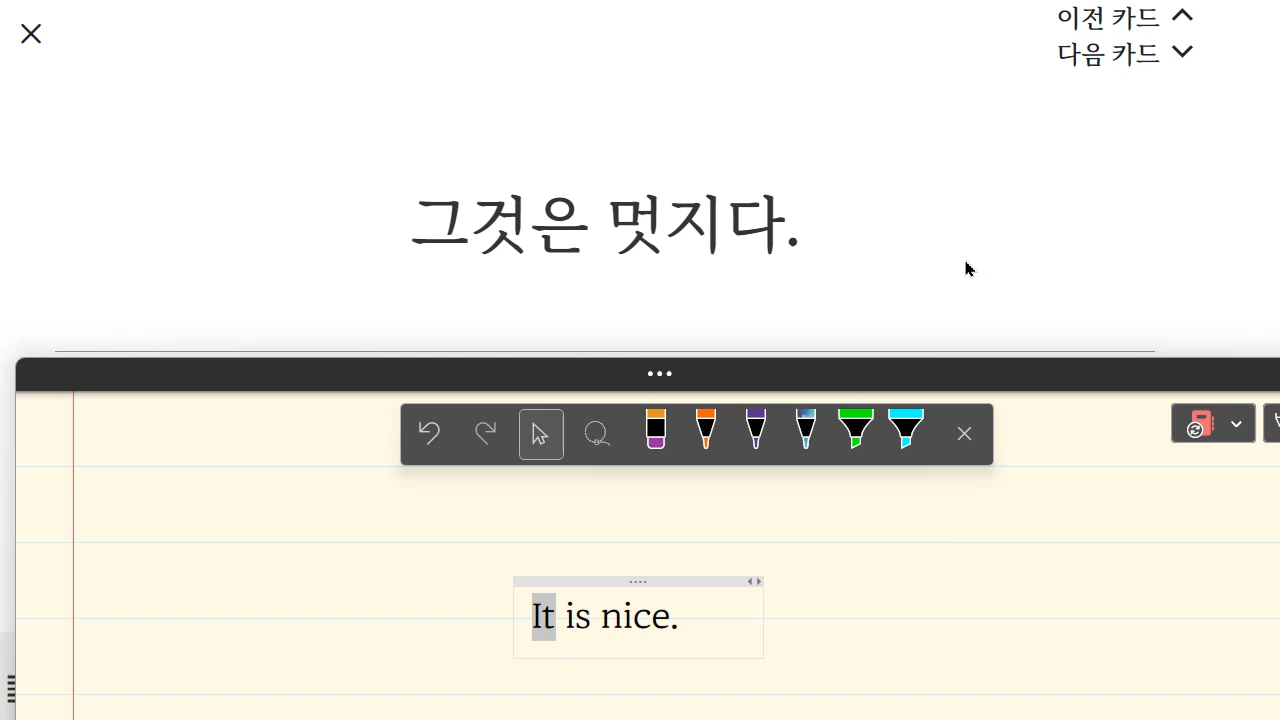 이전 카드
다음 카드
그것은 멋지다.
It is nice.